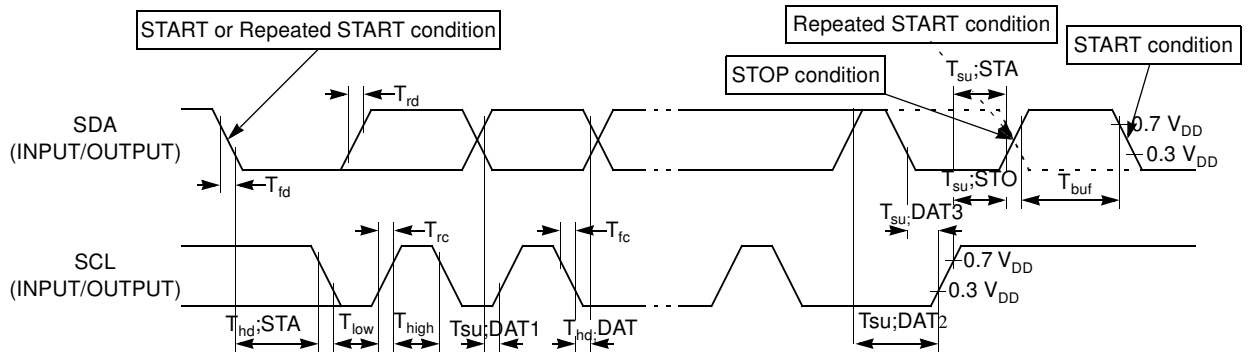 START or Repeated START condition
Repeated START condition
START condition
STOP condition
T_su;STA
T_rd
SDA
(INPUT/OUTPUT)
0.7 V_DD
0.3 V_DD
T_fd
T_su;STO
T_buf
T_su;DAT3
T_rc
T_fc
SCL
(INPUT/OUTPUT)
0.7 V_DD
0.3 V_DD
T_hd;STA
T_low
T_high
Tsu;DAT1
T_hd;DAT
Tsu;DAT2